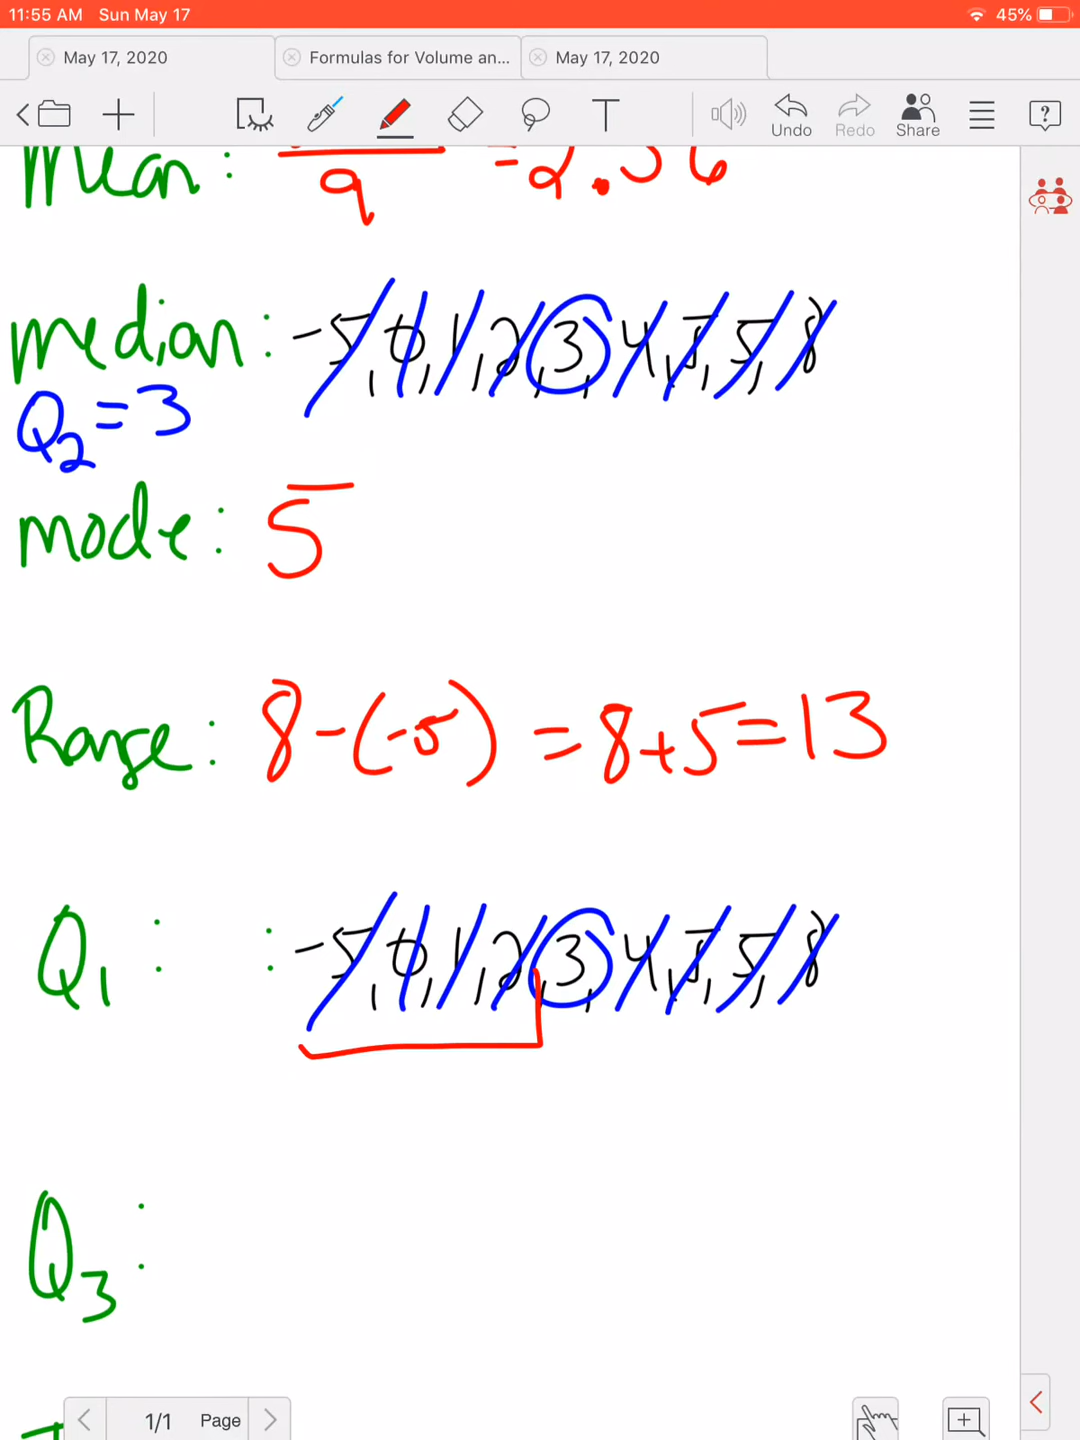 11:55 AM Sun May 17 45%
May 17, 2020 Formulas for Volume an... May 17, 2020
T Undo Redo Share ?
Mean: 9 =2.56
median: -5, 0, 1, 2, 3, 4, 5, 5, 8
Q2=3
mode: 5
Range: 8-(-5) =8+5=13
Q1: :-5, 0, 1, 2, 3, 4, 5, 5, 8
Q3:
1/1 Page